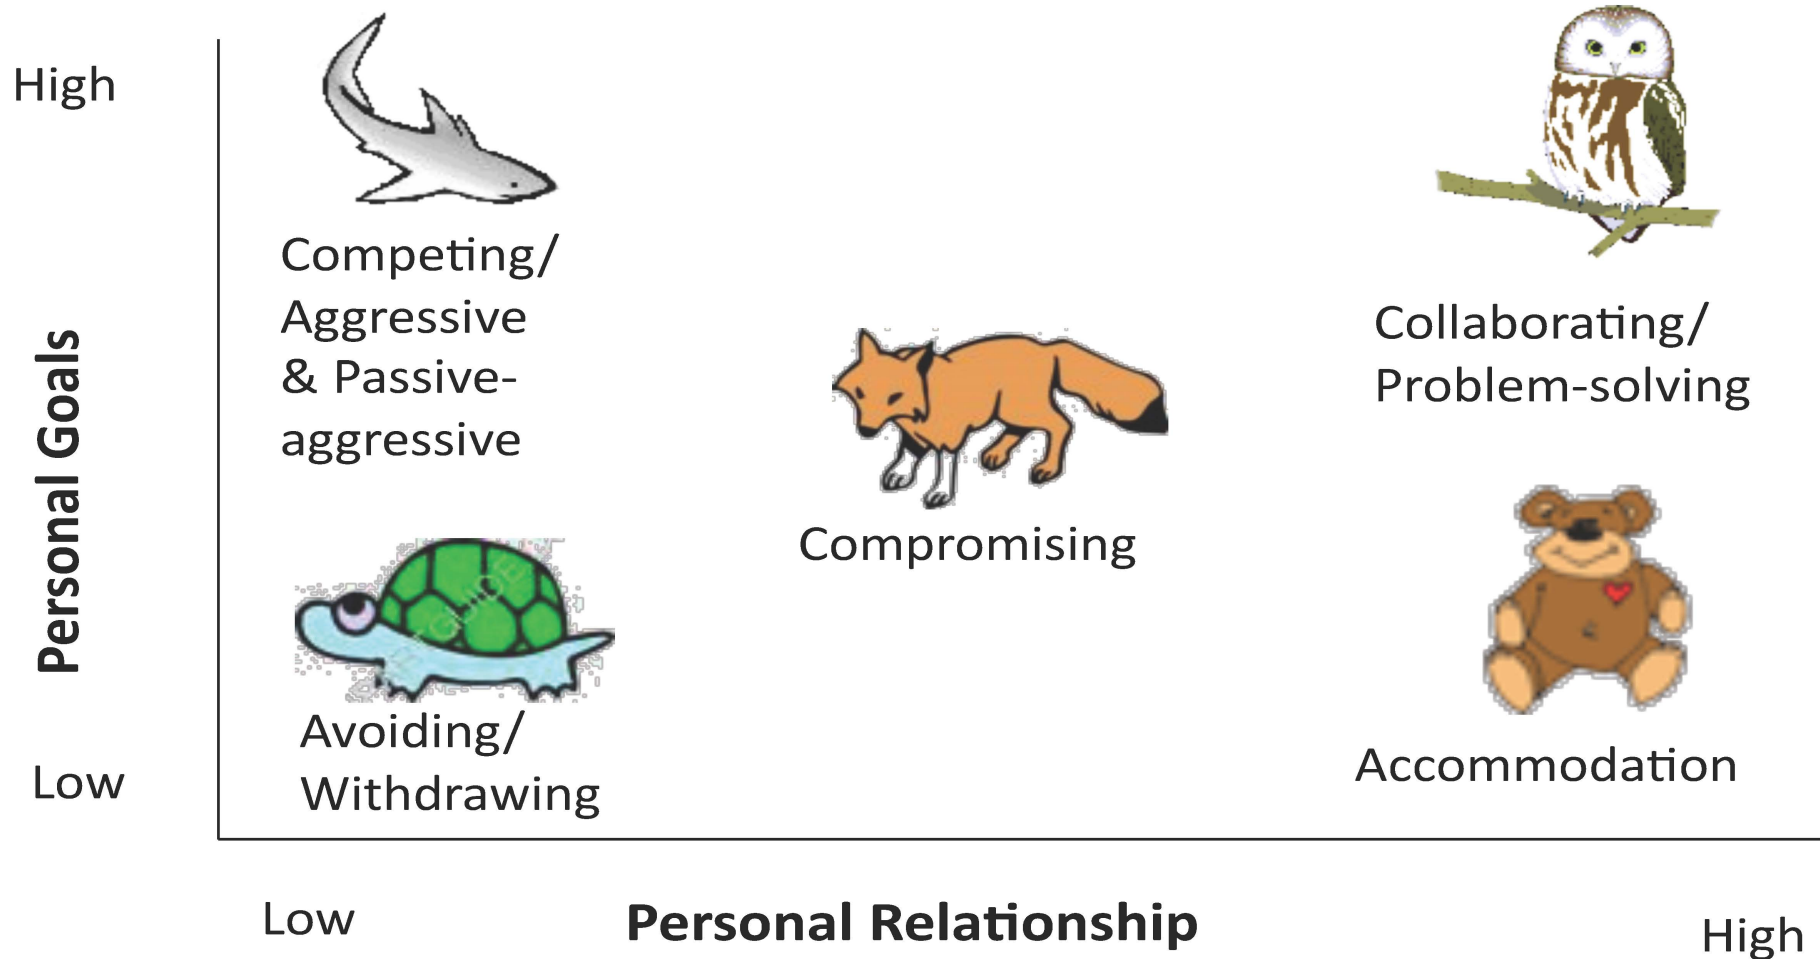 High
Competing/
Aggressive
& Passive-
aggressive
Collaborating/
Problem-solving
Compromising
Personal Goals
Avoiding/
Withdrawing
Accommodation
Low
Low
Personal Relationship
High